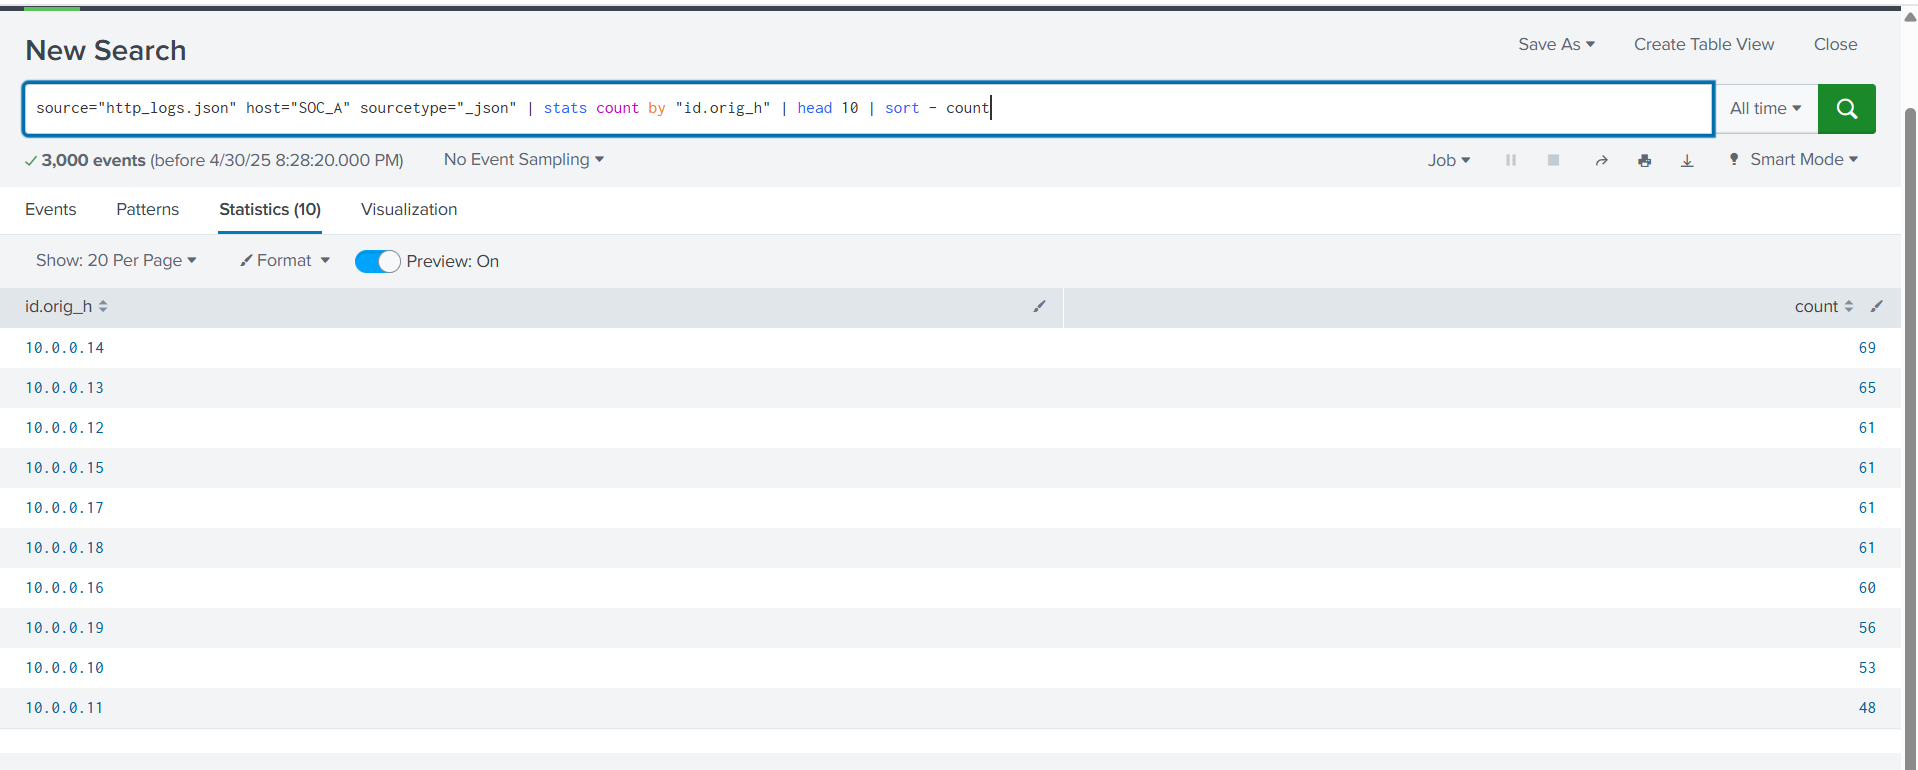 New Search
Save As Create Table View Close
source="http_logs.json" host="SOC_A" sourcetype="_json" | stats count by "id.orig_h" | head 10 | sort - count
All time
3,000 events (before 4/30/25 8:28:20.000 PM) No Event Sampling
Job Smart Mode
Events Patterns Statistics (10) Visualization
Show: 20 Per Page Format Preview: On
id.orig_h count
10.0.0.14 69
10.0.0.13 65
10.0.0.12 61
10.0.0.15 61
10.0.0.17 61
10.0.0.18 61
10.0.0.16 60
10.0.0.19 56
10.0.0.10 53
10.0.0.11 48